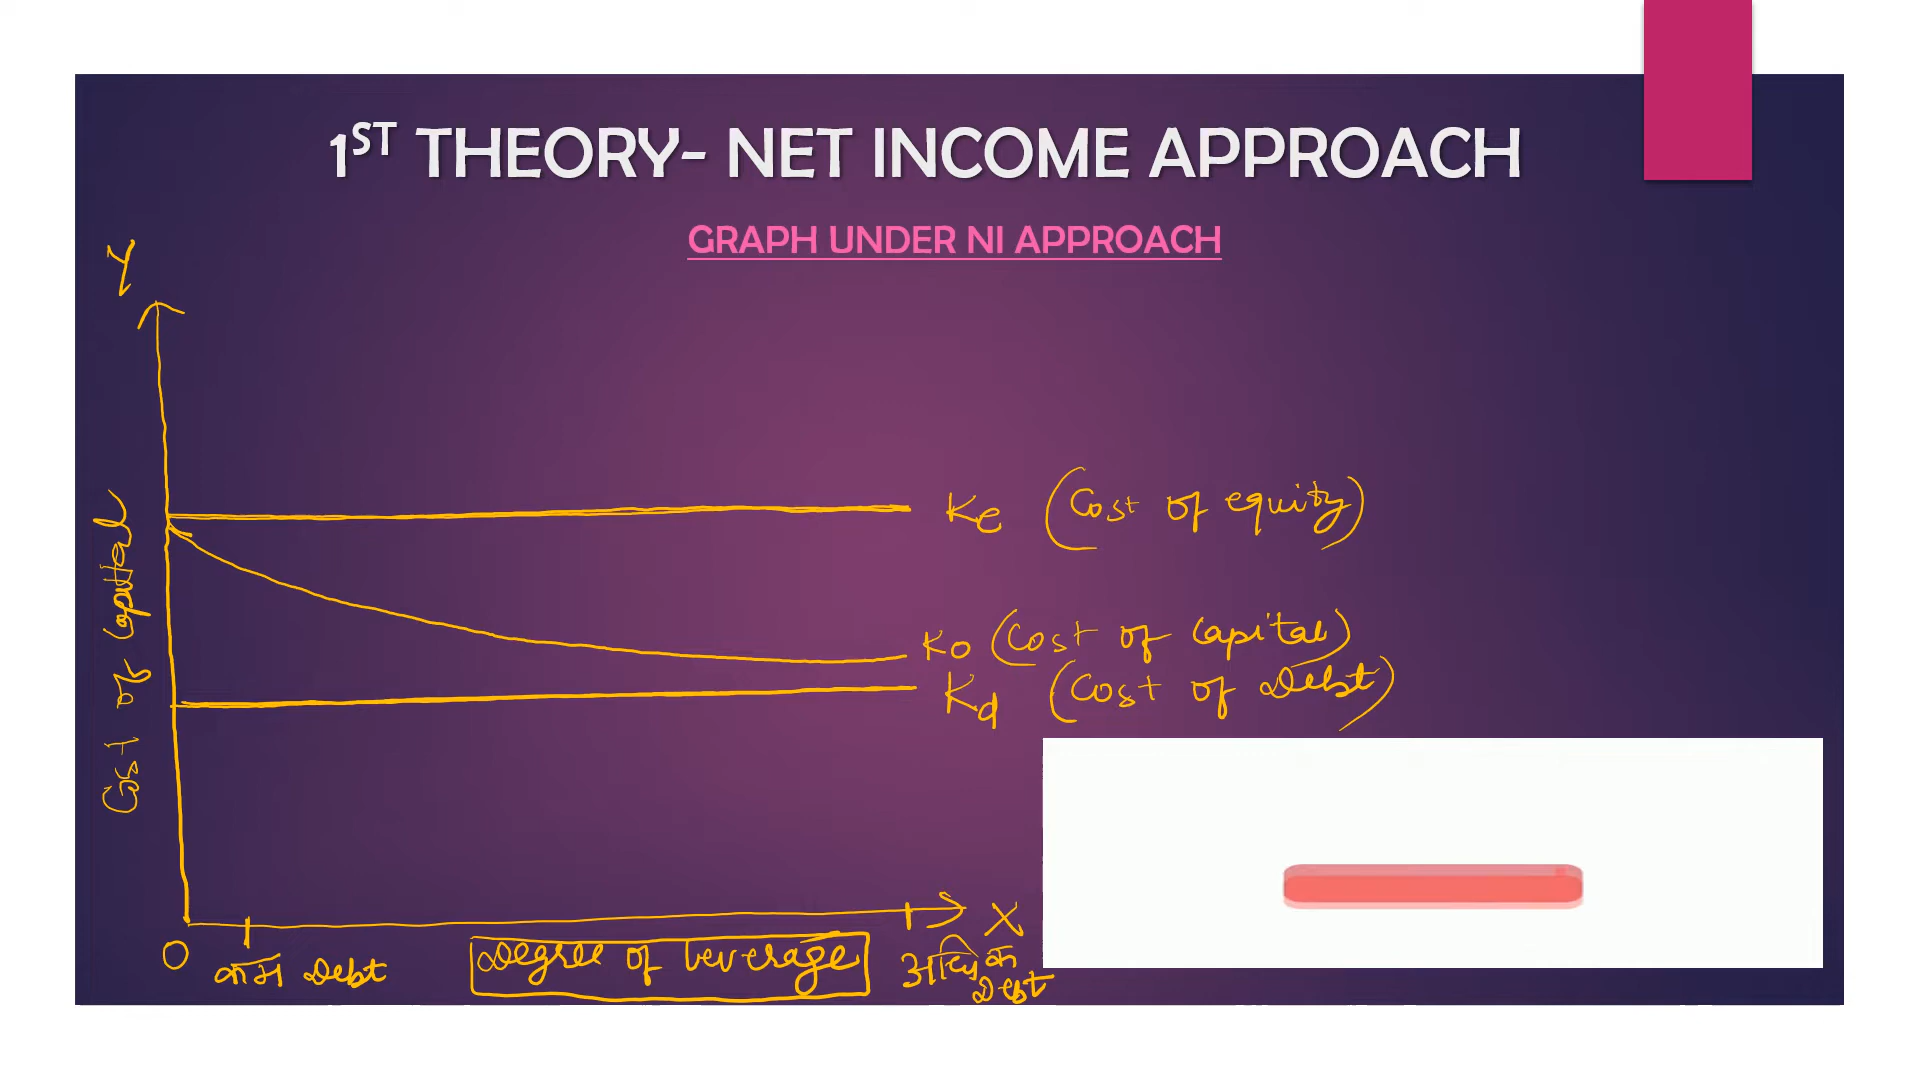 1ST THEORY- NET INCOME APPROACH
GRAPH UNDER NI APPROACH
Y
Cost of Capital
Ke (Cost of equity)
Ko (Cost of Capital)
Kd (Cost of Debt)
X
0
कम Debt
Degree of leverage
अधिक
Debt